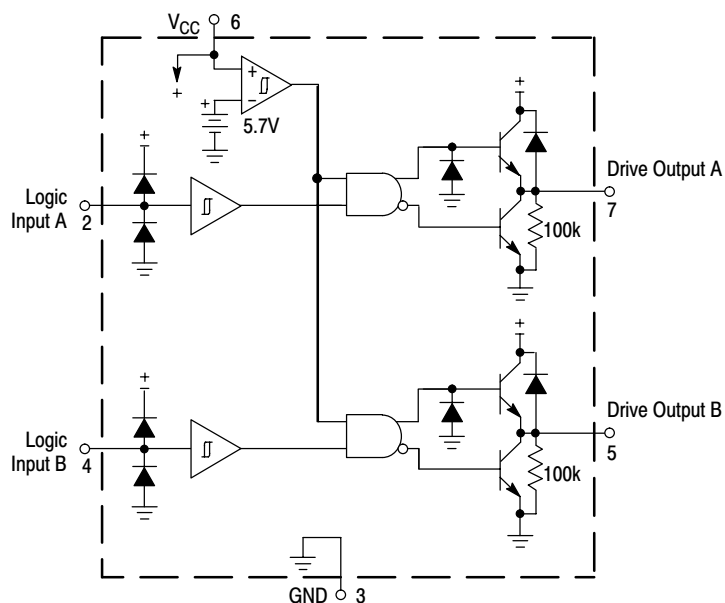 VCC 6
+
+
–
+
5.7V
+
+
Logic
Input A
2
Drive Output A
7
100k
+
+
Logic
Input B
4
Drive Output B
5
100k
GND 3